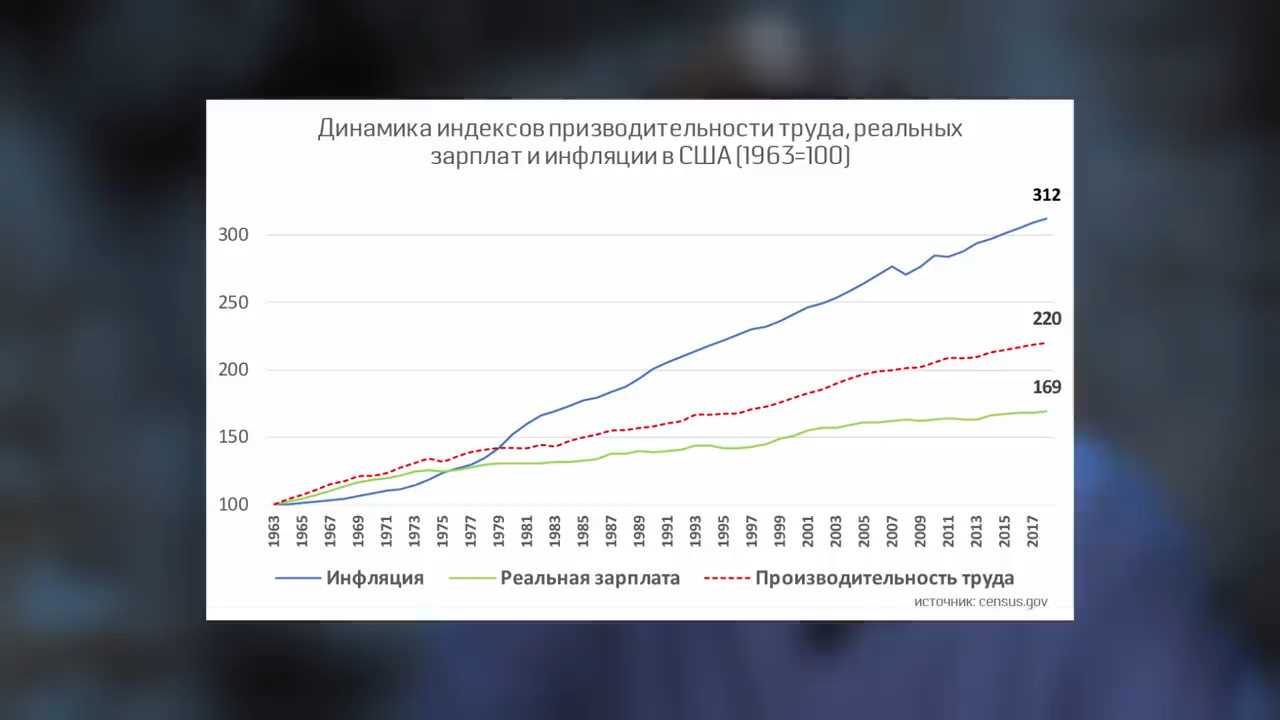 Динамика индексов призводительности труда, реальных
зарплат и инфляции в США (1963=100)
312
300
250
220
200
169
150
100
1963 1965 1967 1969 1971 1973 1975 1977 1979 1981 1983 1985 1987 1989 1991 1993 1995 1997 1999 2001 2003 2005 2007 2009 2011 2013 2015 2017
Инфляция Реальная зарплата Производительность труда
источник: census.gov